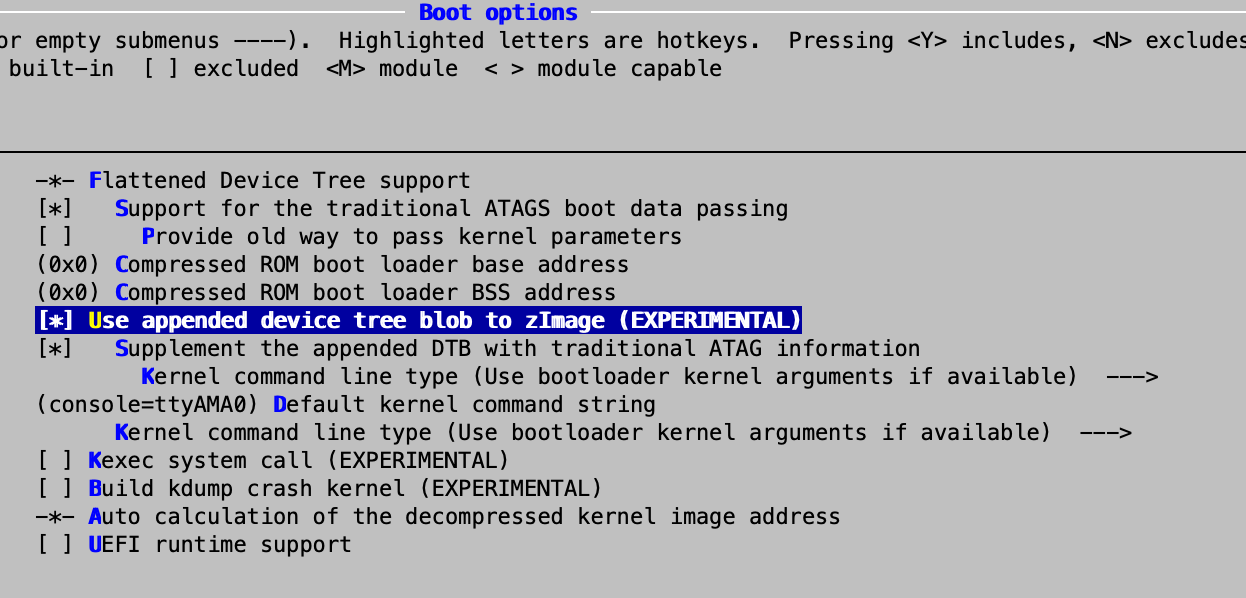 Boot options
or empty submenus ----).  Highlighted letters are hotkeys.  Pressing <Y> includes, <N> excludes
built-in  [ ] excluded  <M> module  < > module capable
-*- Flattened Device Tree support
[*]   Support for the traditional ATAGS boot data passing
[ ]     Provide old way to pass kernel parameters
(0x0) Compressed ROM boot loader base address
(0x0) Compressed ROM boot loader BSS address
[*] Use appended device tree blob to zImage (EXPERIMENTAL)
[*]   Supplement the appended DTB with traditional ATAG information
Kernel command line type (Use bootloader kernel arguments if available)  --->
(console=ttyAMA0) Default kernel command string
Kernel command line type (Use bootloader kernel arguments if available)  --->
[ ] Kexec system call (EXPERIMENTAL)
[ ] Build kdump crash kernel (EXPERIMENTAL)
-*- Auto calculation of the decompressed kernel image address
[ ] UEFI runtime support